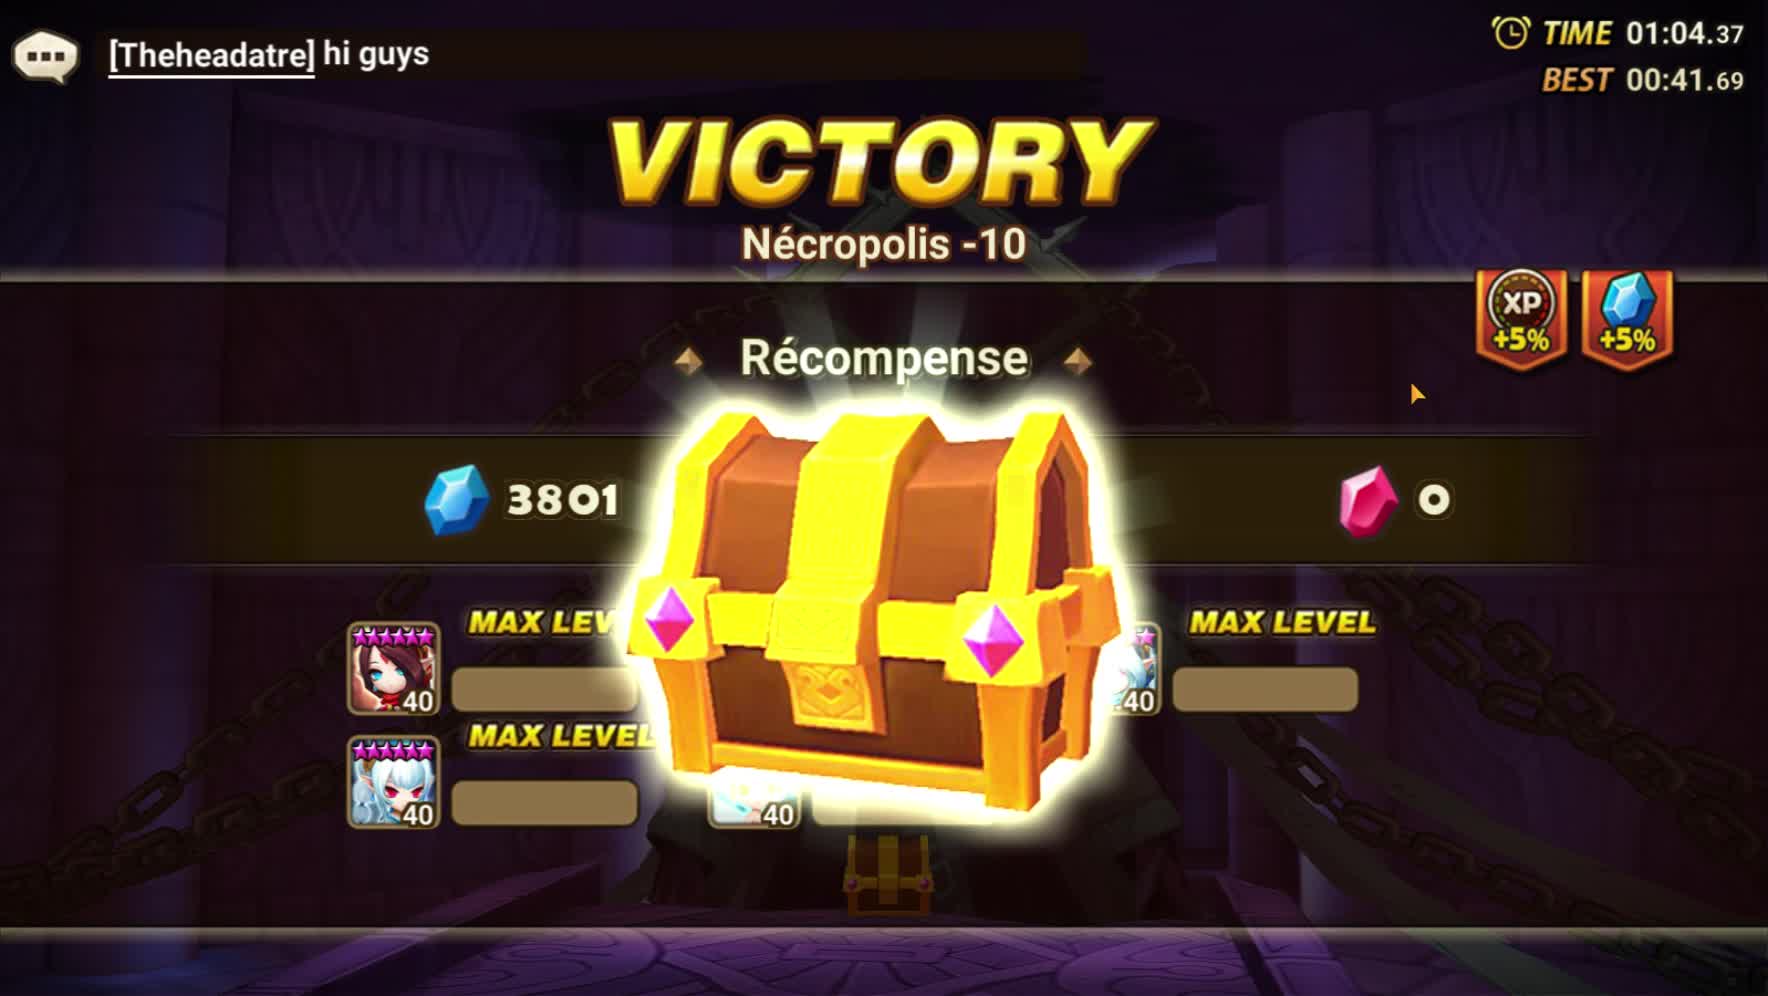 [Theheadatre] hi guys
TIME 01:04.37
BEST 00:41.69
VICTORY
Nécropolis -10
XP
+5%
+5%
Récompense
3801
0
MAX LEV
MAX LEVEL
40
40
MAX LEVEL
40
40